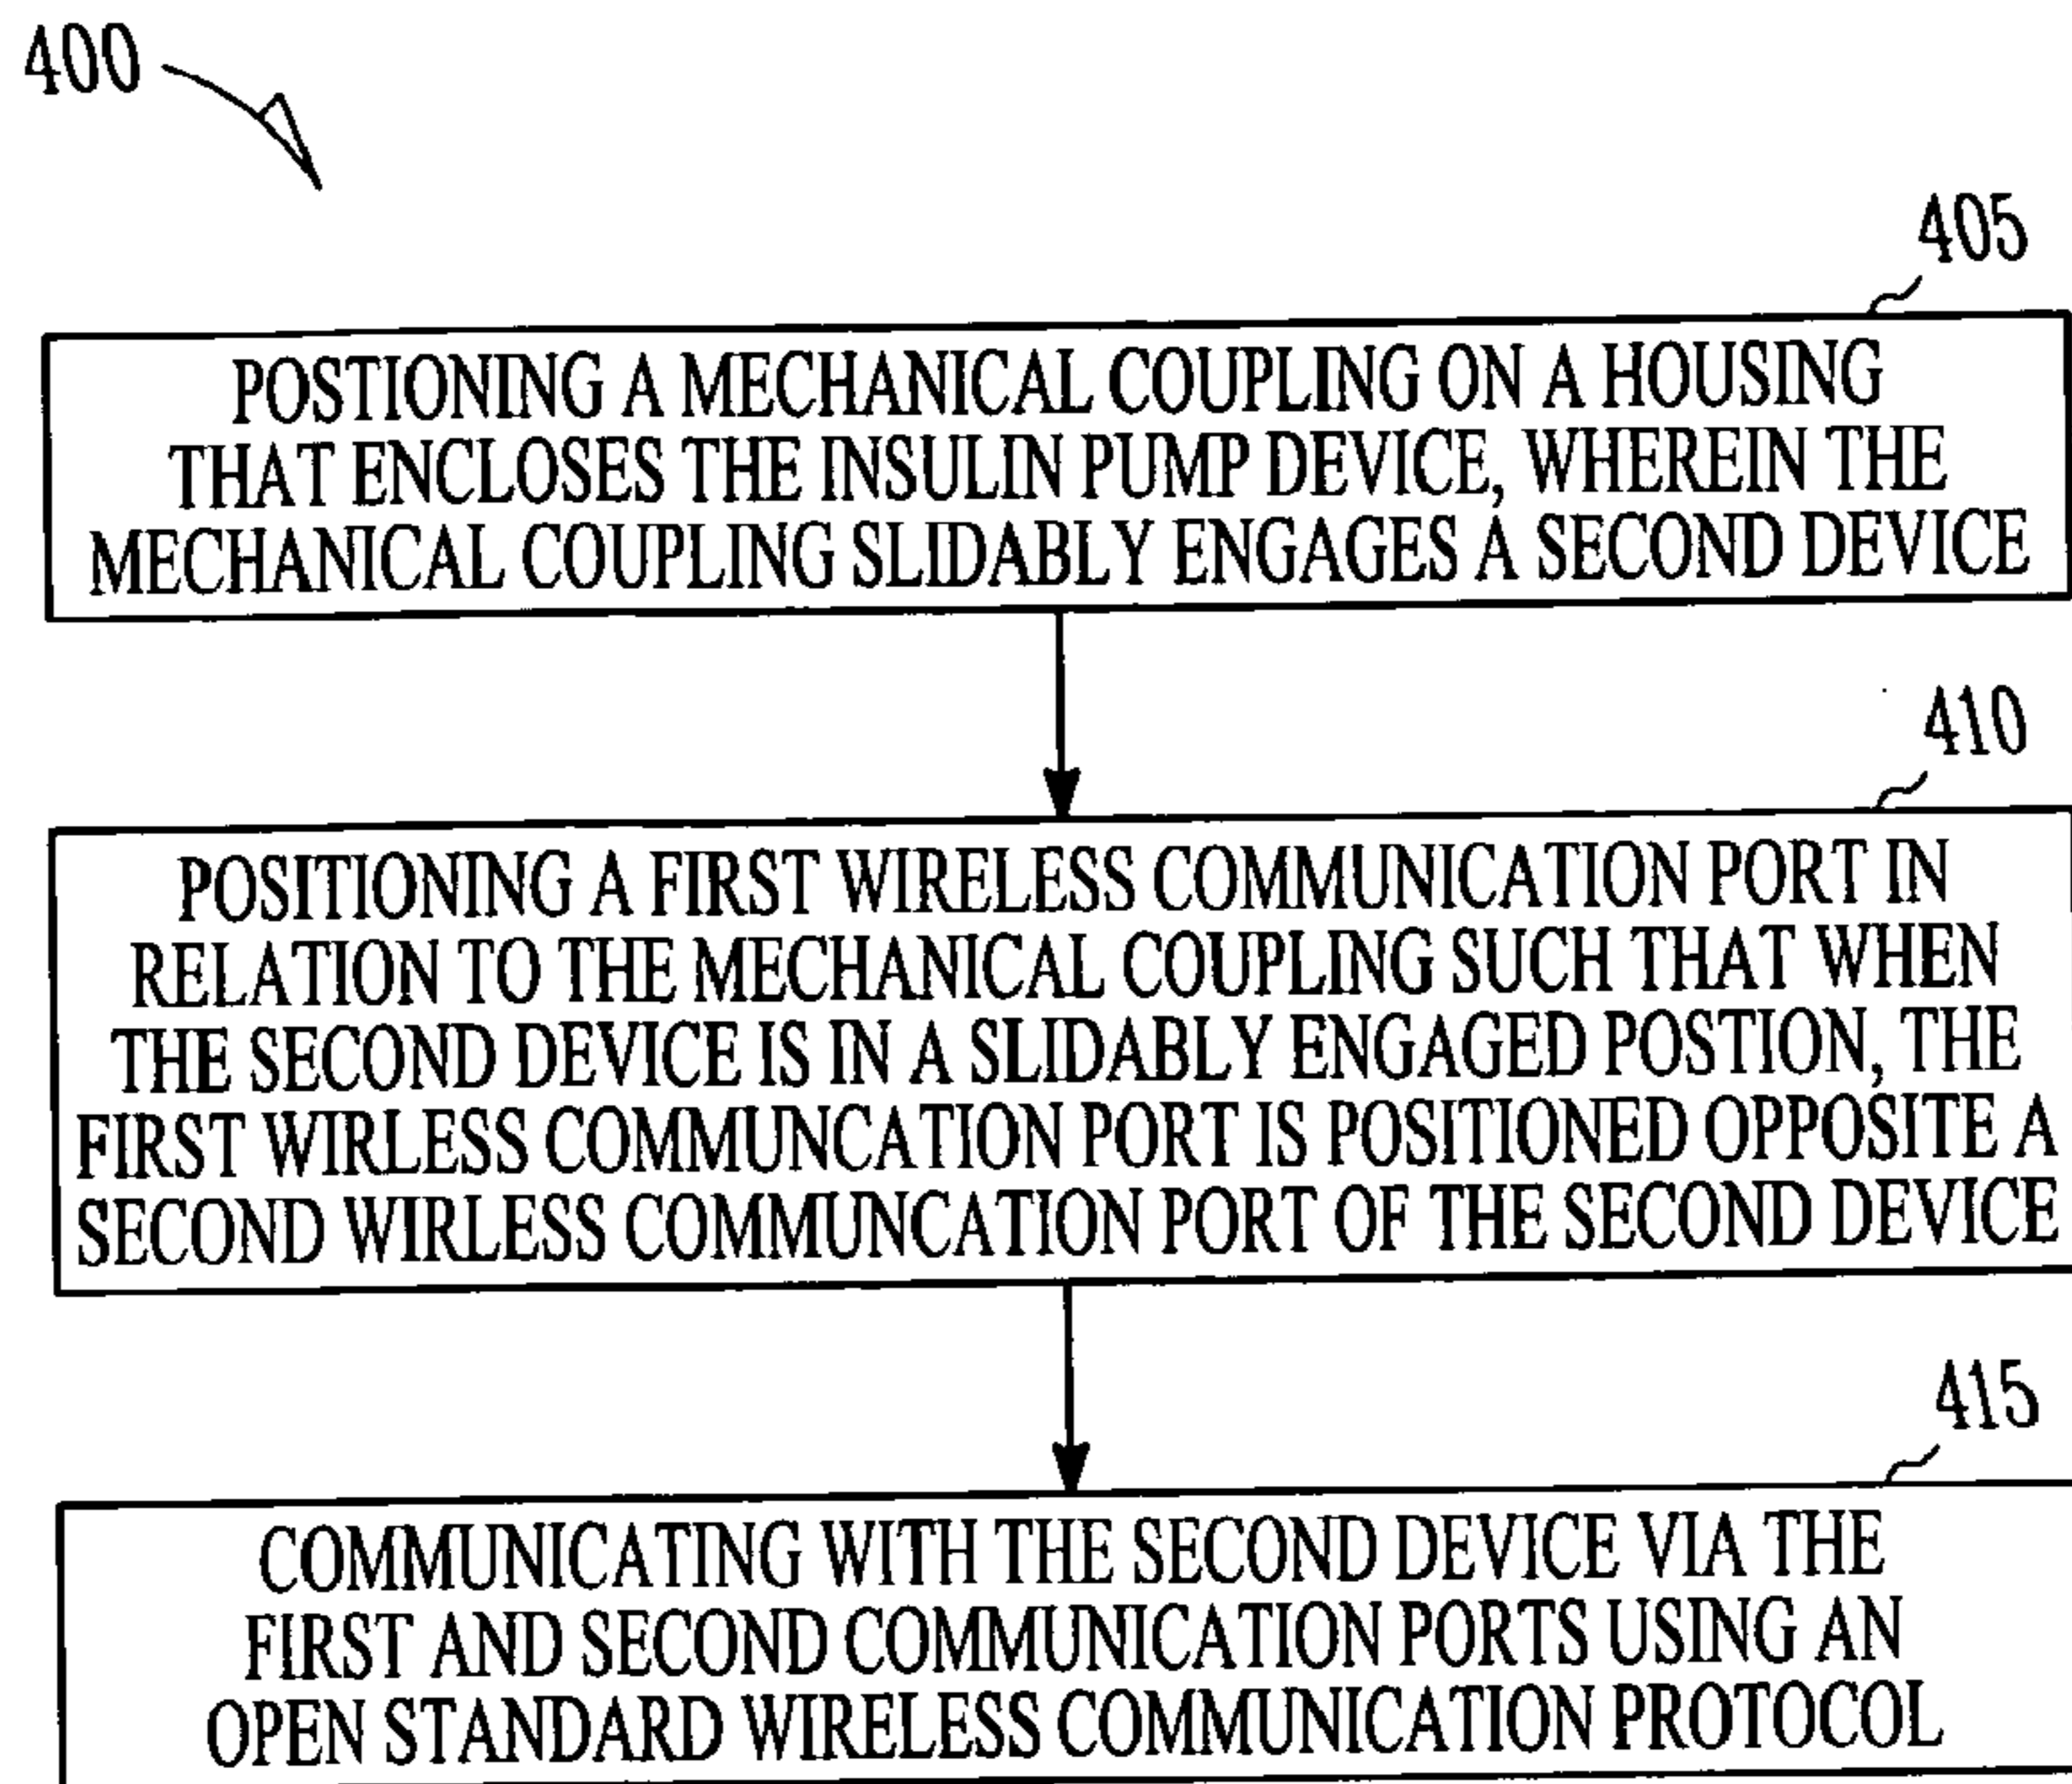 400
405
POSTIONING A MECHANICAL COUPLING ON A HOUSING
THAT ENCLOSES THE INSULIN PUMP DEVICE, WHEREIN THE
MECHANICAL COUPLING SLIDABLY ENGAGES A SECOND DEVICE
410
POSITIONING A FIRST WIRELESS COMMUNICATION PORT IN
RELATION TO THE MECHANICAL COUPLING SUCH THAT WHEN
THE SECOND DEVICE IS IN A SLIDABLY ENGAGED POSTION, THE
FIRST WIRLESS COMMUNCATION PORT IS POSITIONED OPPOSITE A
SECOND WIRLESS COMMUNCATION PORT OF THE SECOND DEVICE
415
COMMUNICATING WITH THE SECOND DEVICE VIA THE
FIRST AND SECOND COMMUNICATION PORTS USING AN
OPEN STANDARD WIRELESS COMMUNICATION PROTOCOL